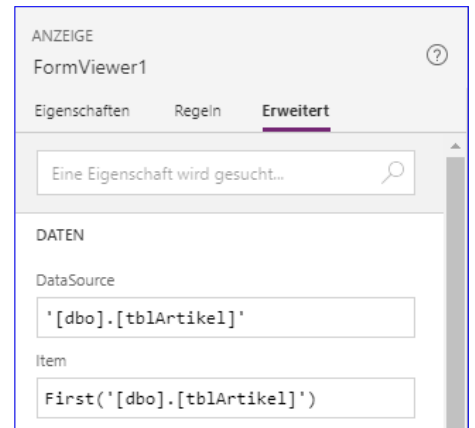 ANZEIGE
FormViewer1
Eigenschaften Regeln Erweitert
Eine Eigenschaft wird gesucht...
DATEN
DataSource
'[dbo].[tblArtikel]'
Item
First('[dbo].[tblArtikel]')